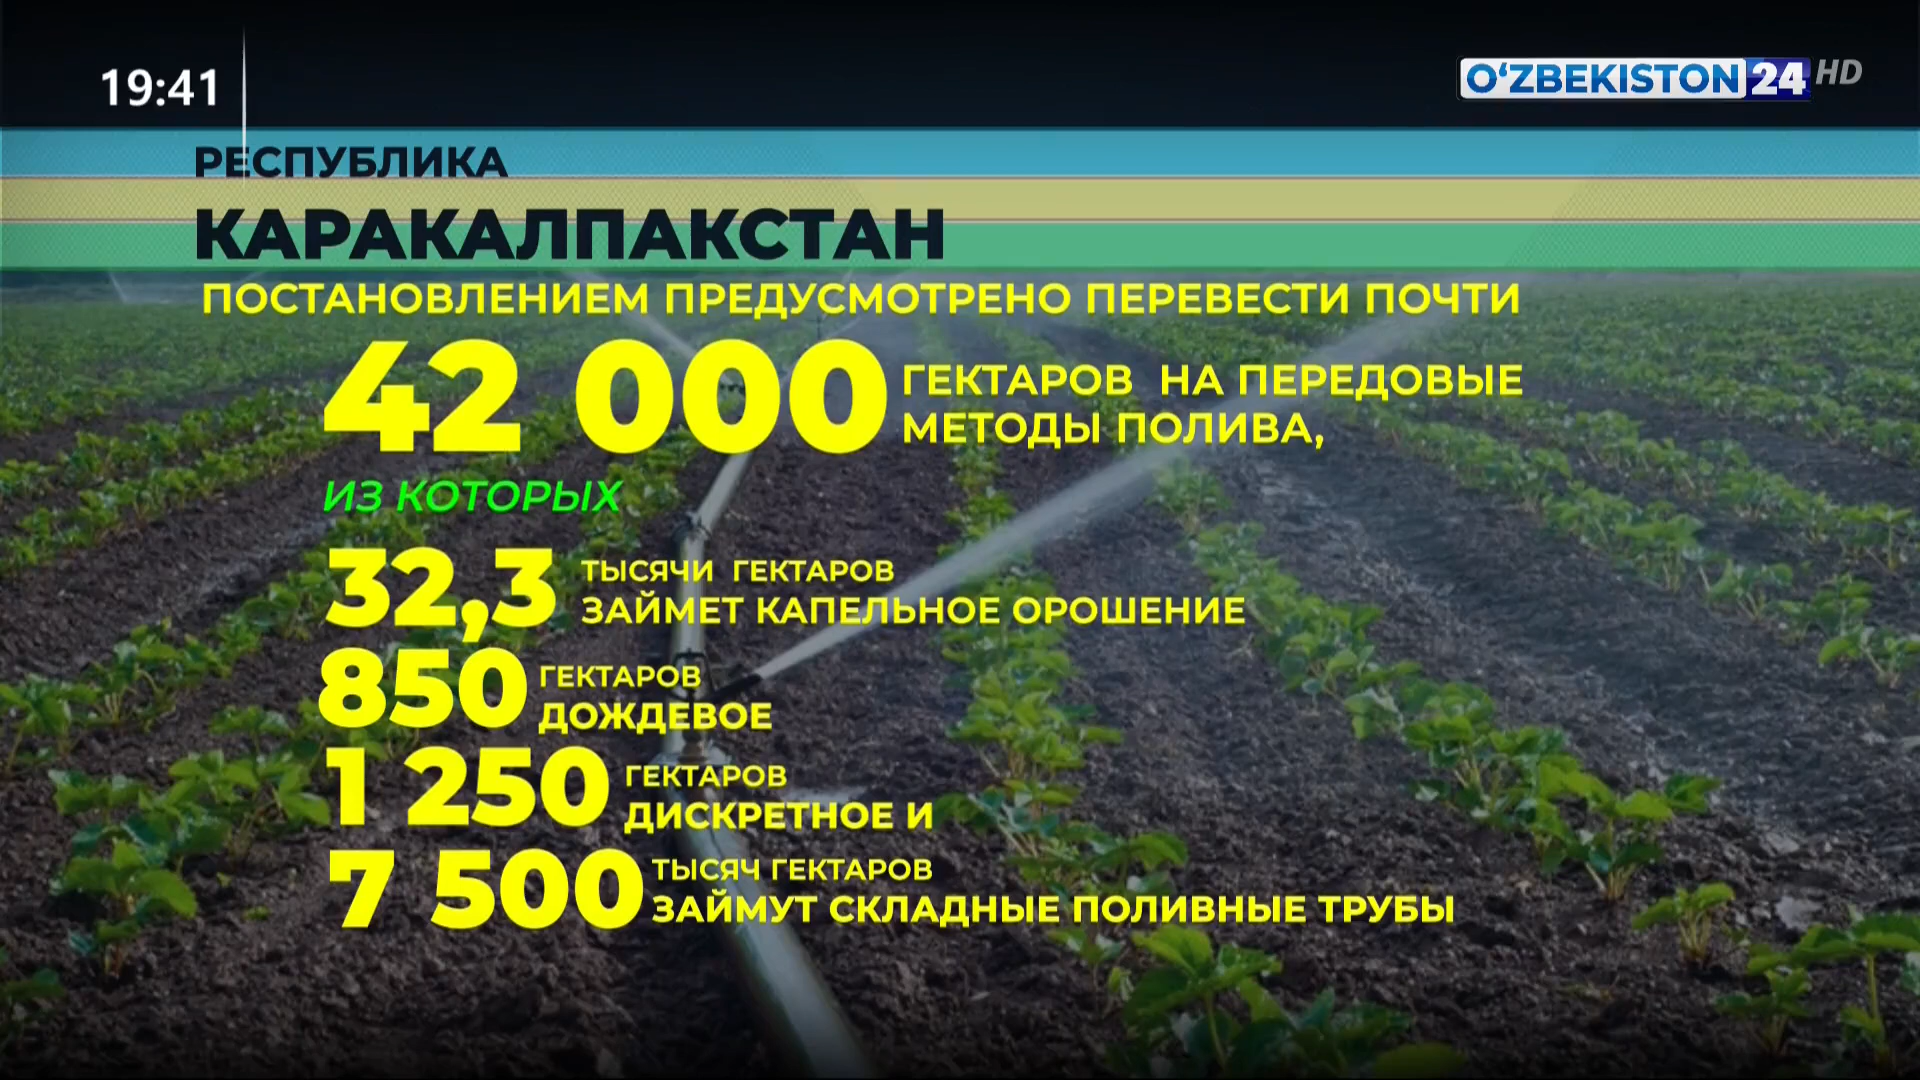 19:41
O‘ZBEKISTON 24 HD
РЕСПУБЛИКА
КАРАКАЛПАКСТАН
ПОСТАНОВЛЕНИЕМ ПРЕДУСМОТРЕНО ПЕРЕВЕСТИ ПОЧТИ
42 000 ГЕКТАРОВ НА ПЕРЕДОВЫЕ
МЕТОДЫ ПОЛИВА,
ИЗ КОТОРЫХ
32,3 ТЫСЯЧИ ГЕКТАРОВ
ЗАЙМЕТ КАПЕЛЬНОЕ ОРОШЕНИЕ
850 ГЕКТАРОВ
ДОЖДЕВОЕ
1 250 ГЕКТАРОВ
ДИСКРЕТНОЕ И
7 500 ТЫСЯЧ ГЕКТАРОВ
ЗАЙМУТ СКЛАДНЫЕ ПОЛИВНЫЕ ТРУБЫ